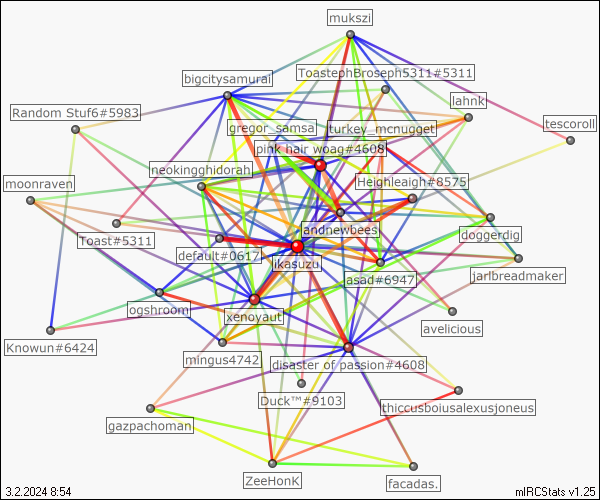 mukszi
ToastephBroseph5311#5311
bigcitysamurai
lahnk
Random Stuf6#5983
tescoroll
gregor_samsa
turkey_mcnugget
pink hair woag#4608
neokingghidorah
Heighleaigh#8575
moonraven
andnewbees
doggerdig
Toast#5311
default#0617
ikasuzu
asad#6947
jarlbreadmaker
ogshroom
xenoyaut
avelicious
Knowun#6424
mingus4742
disaster of passion#4608
Duck™#9103
thiccusboiusalexusjoneus
gazpachoman
ZeeHonK
facadas.
3.2.2024 8:54
mIRCStats v1.25